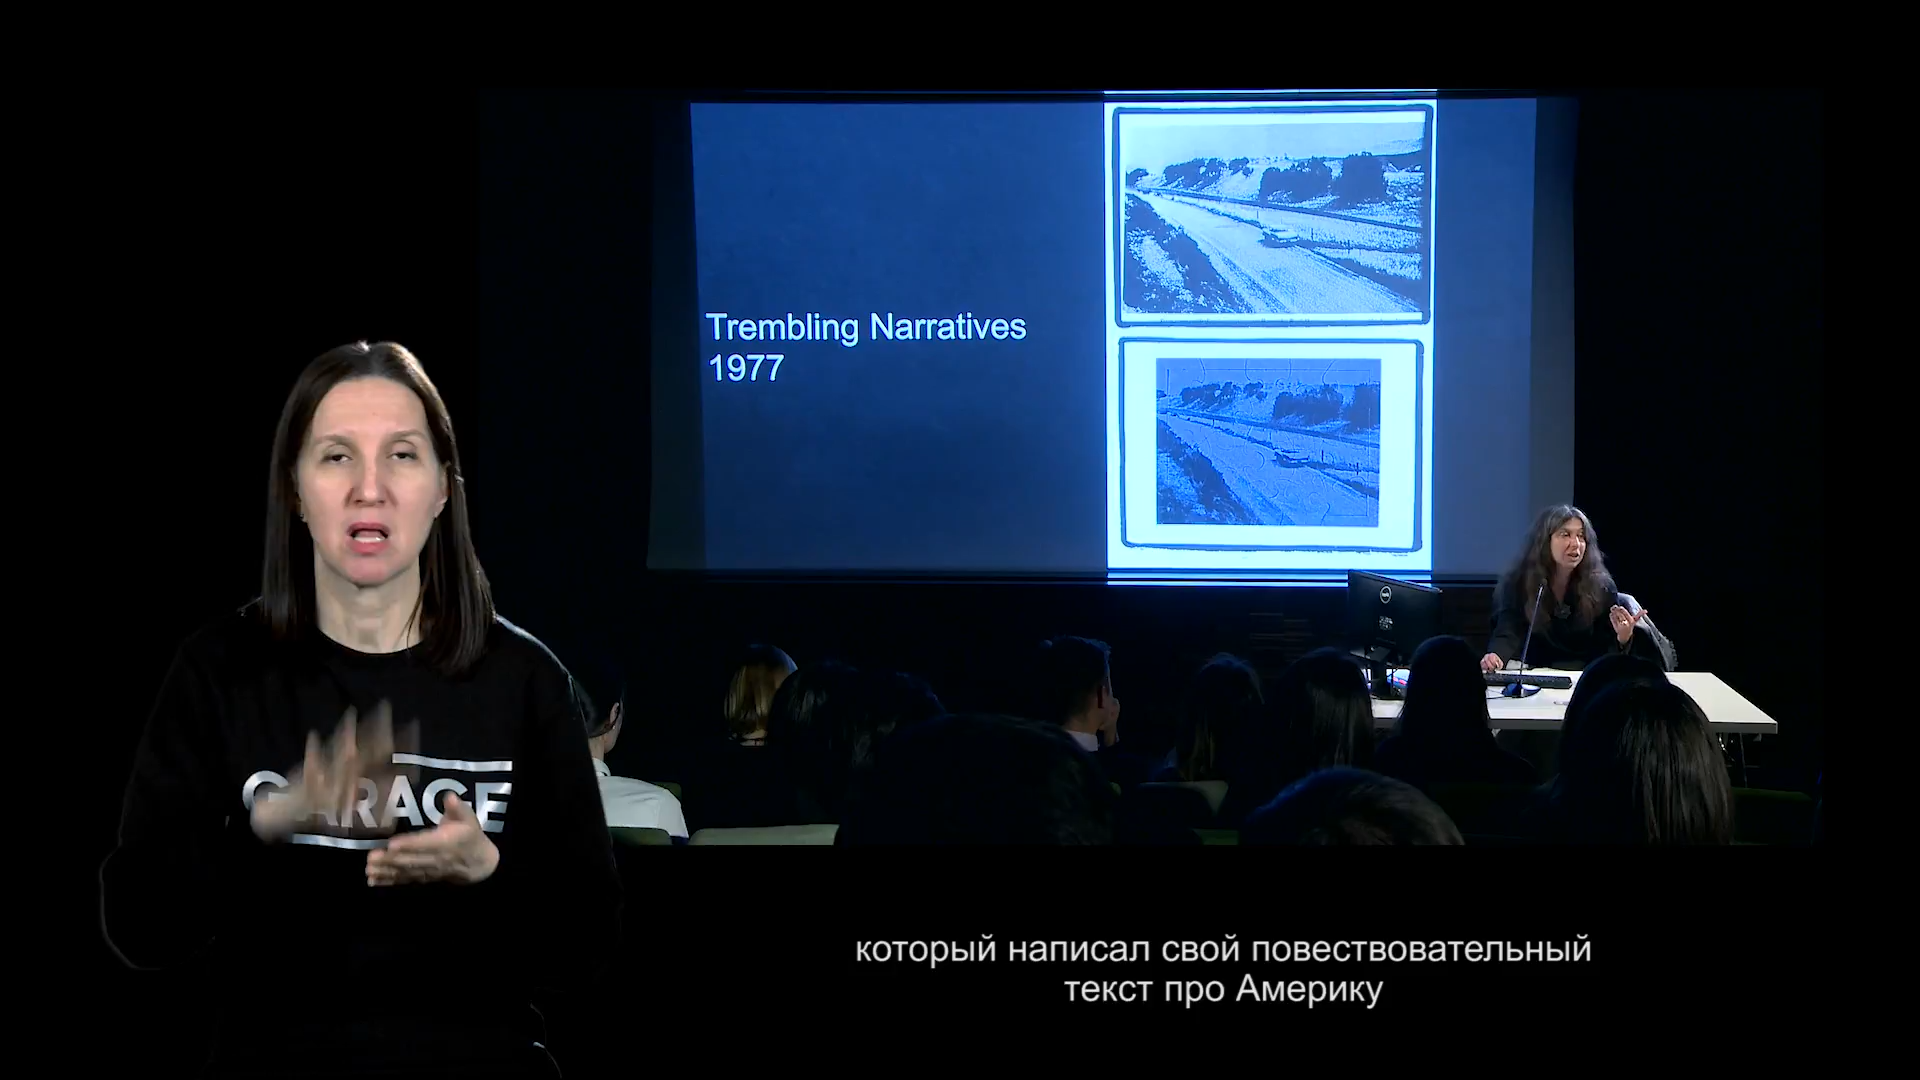 Trembling Narratives
1977
GARAGE
который написал свой повествовательный
текст про Америку